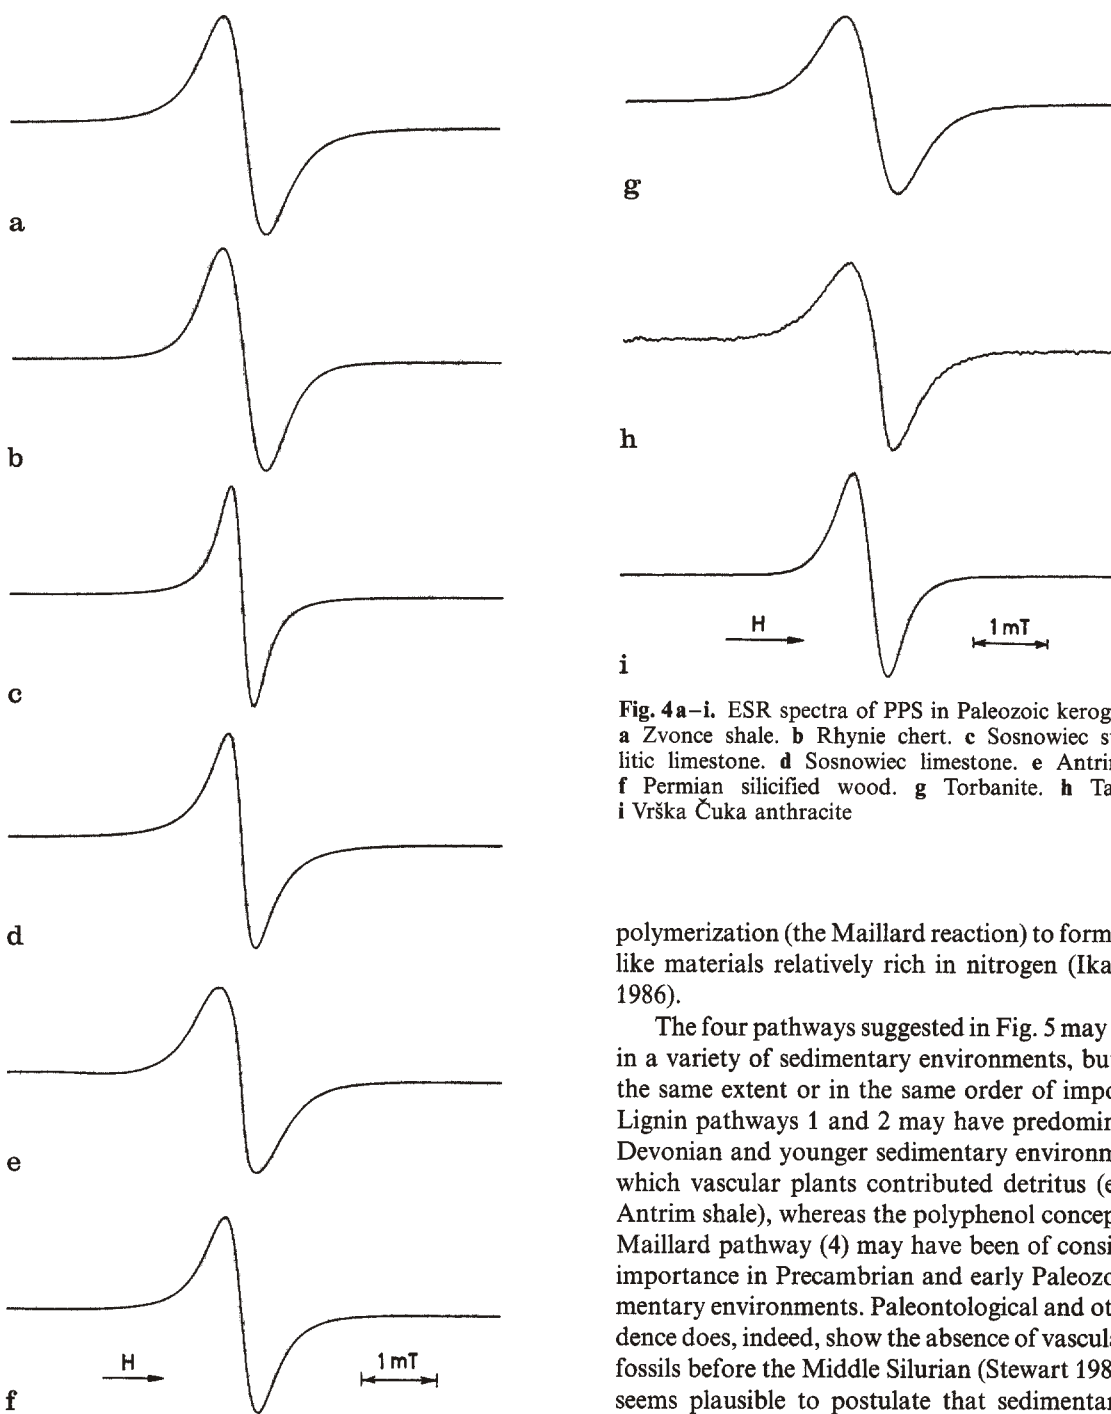 a
b
c
d
e
H
1 mT
f
g
h
H
1 mT
i
Fig. 4a–i. ESR spectra of PPS in Paleozoic kerog
a Zvonce shale. b Rhynie chert. c Sosnowiec s
litic limestone. d Sosnowiec limestone. e Antri
f Permian silicified wood. g Torbanite. h Ta
i Vrška Čuka anthracite
polymerization (the Maillard reaction) to form
like materials relatively rich in nitrogen (Ika
1986).
The four pathways suggested in Fig. 5 may
in a variety of sedimentary environments, but
the same extent or in the same order of impo
Lignin pathways 1 and 2 may have predomin
Devonian and younger sedimentary environm
which vascular plants contributed detritus (e
Antrim shale), whereas the polyphenol concep
Maillard pathway (4) may have been of consi
importance in Precambrian and early Paleozo
mentary environments. Paleontological and ot
dence does, indeed, show the absence of vascula
fossils before the Middle Silurian (Stewart 198
seems plausible to postulate that sedimentar